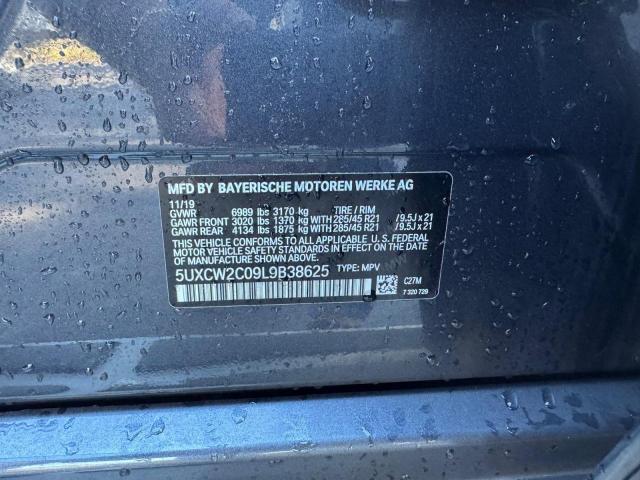 MFD BY BAYERISCHE MOTOREN WERKE AG
11/19
GVWR 6989 lbs 3170 kg TIRE / RIM
GAWR FRONT 3020 lbs 1370 kg WITH 285/45 R21 /9.5J x 21
GAWR REAR 4134 lbs 1875 kg WITH 285/45 R21 /9.5J x 21
THIS VEHICLE CONFORMS TO ALL APPLICABLE U. S. FEDERAL
MOTOR VEHICLE SAFETY STANDARDS IN EFFECT ON THE DATE
OF MANUFACTURE SHOWN ABOVE.
5UXCW2C09L9B38625 TYPE: MPV
C27M
7 320 729